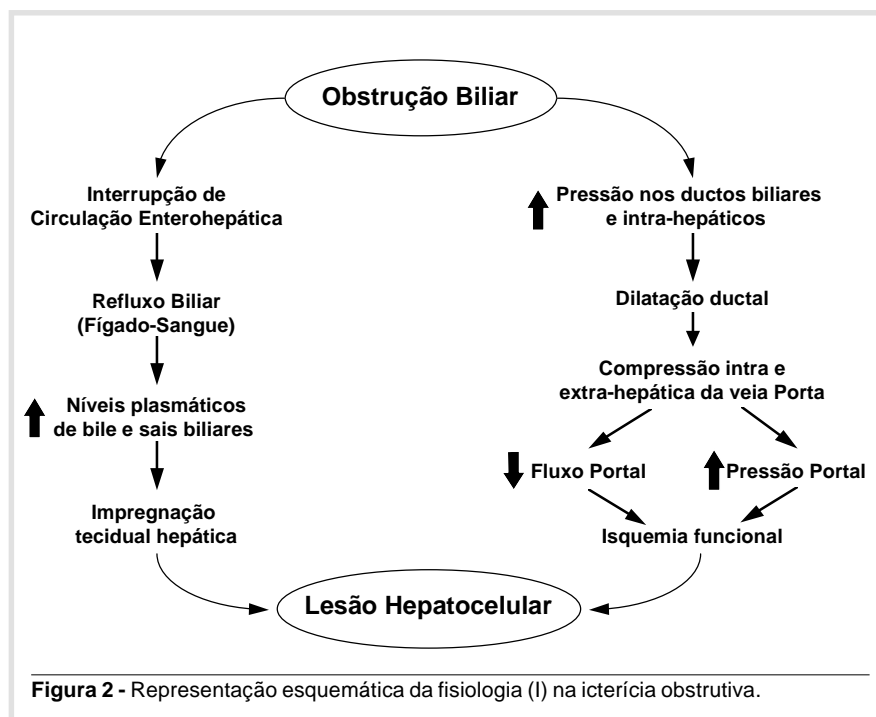 Obstrução Biliar
Interrupção de
Circulação Enterohepática
Refluxo Biliar
(Fígado-Sangue)
Níveis plasmáticos
de bile e sais biliares
Impregnação
tecidual hepática
Pressão nos ductos biliares
e intra-hepáticos
Dilatação ductal
Compressão intra e
extra-hepática da veia Porta
Fluxo Portal
Pressão Portal
Isquemia funcional
Lesão Hepatocelular
Figura 2 - Representação esquemática da fisiologia (I) na icterícia obstrutiva.